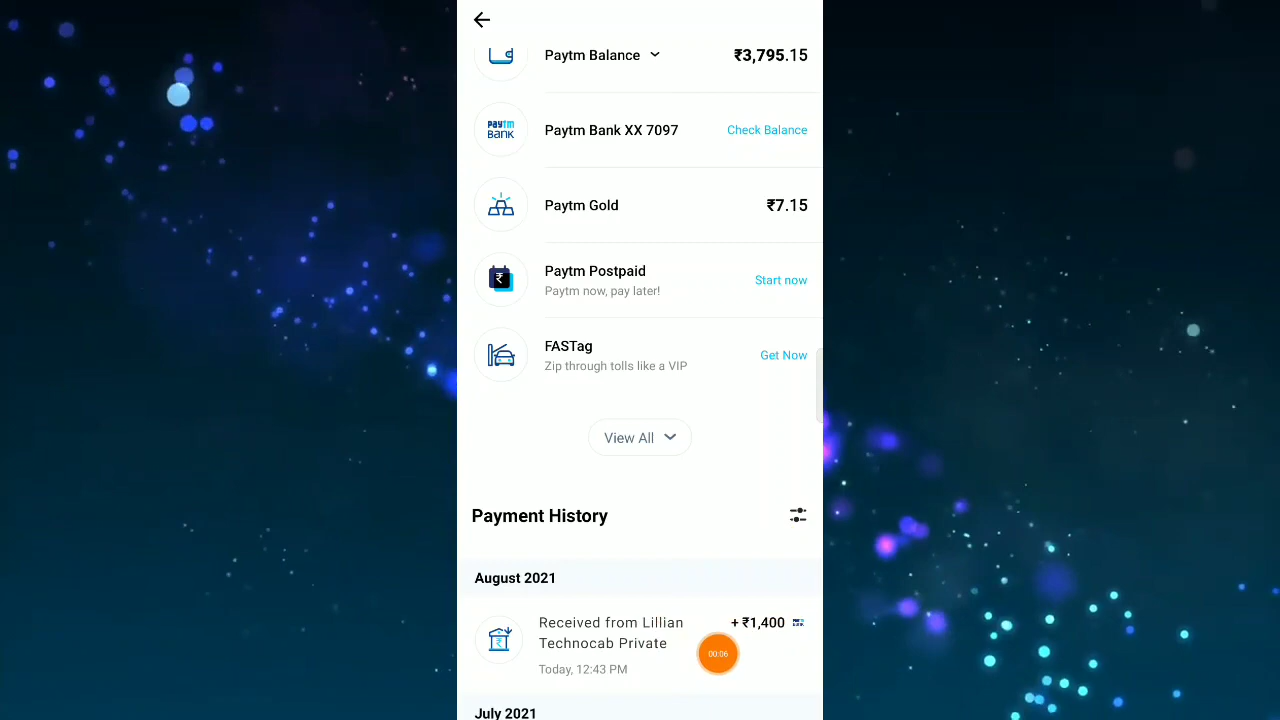 Paytm Balance ₹3,795.15
paytm
BANK
Paytm Bank XX 7097 Check Balance
Paytm Gold ₹7.15
Paytm Postpaid
Paytm now, pay later!
Start now
FASTag
Zip through tolls like a VIP
Get Now
View All
Payment History
August 2021
Received from Lillian + ₹1,400
Technocab Private
00:06
Today, 12:43 PM
July 2021